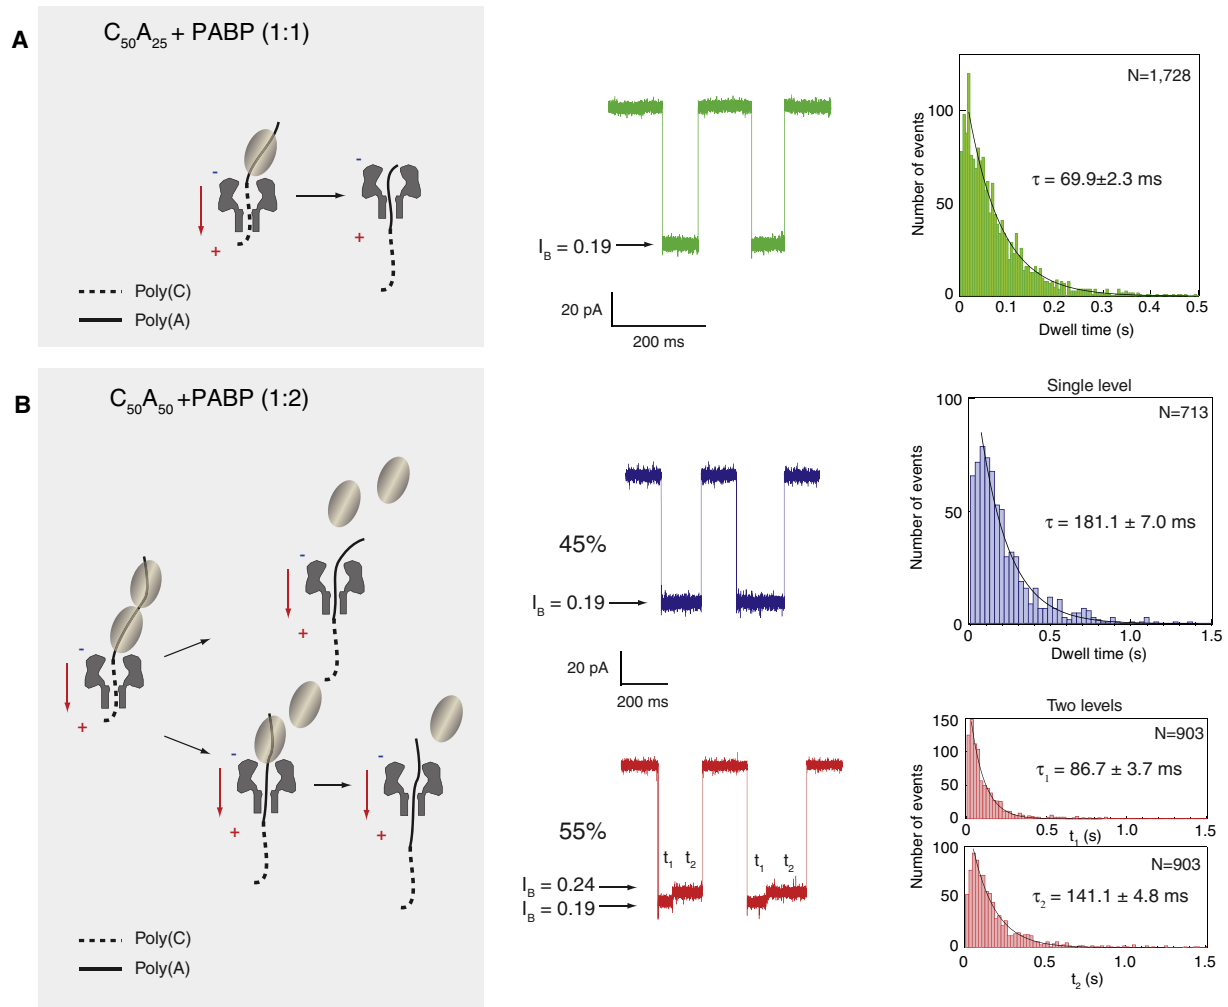 A
C50A25 + PABP (1:1)
-
+
-
+
Poly(C)
Poly(A)
IB = 0.19
20 pA
200 ms
Number of events
100
50
0
N=1,728
τ = 69.9±2.3 ms
0 0.1 0.2 0.3 0.4 0.5
Dwell time (s)
B
C50A50 +PABP (1:2)
-
+
-
+
-
+
-
+
Poly(C)
Poly(A)
45%
IB = 0.19
20 pA
200 ms
Single level
Number of events
100
50
0
N=713
τ = 181.1 ± 7.0 ms
0 0.5 1.0 1.5
Dwell time (s)
55%
t1 t2 t1 t2
IB = 0.24
IB = 0.19
Two levels
Number of events
150
100
50
0
N=903
τ1 = 86.7 ± 3.7 ms
0 0.5 1.0 1.5
t1 (s)
100
50
0
N=903
τ2 = 141.1 ± 4.8 ms
0 0.5 1.0 1.5
t2 (s)